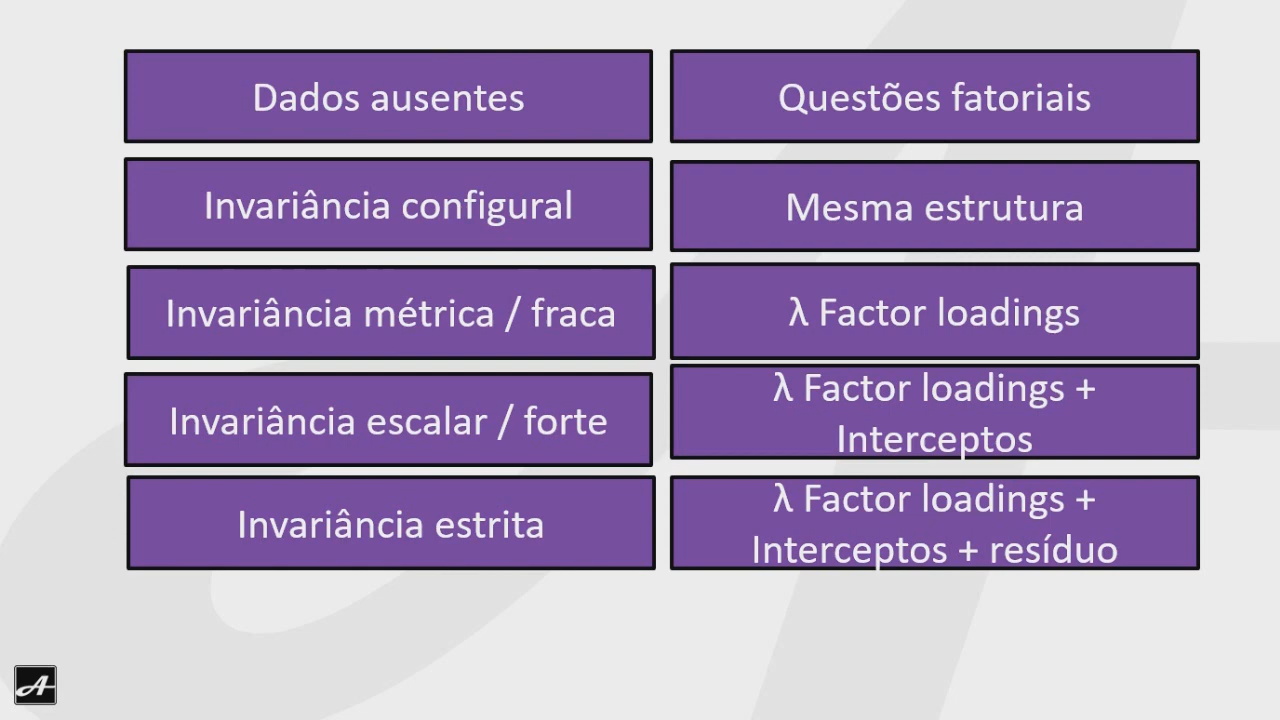 Dados ausentes
Questões fatoriais
Invariância configural
Mesma estrutura
Invariância métrica / fraca
λ Factor loadings
Invariância escalar / forte
λ Factor loadings +
Interceptos
Invariância estrita
λ Factor loadings +
Interceptos + resíduo
A